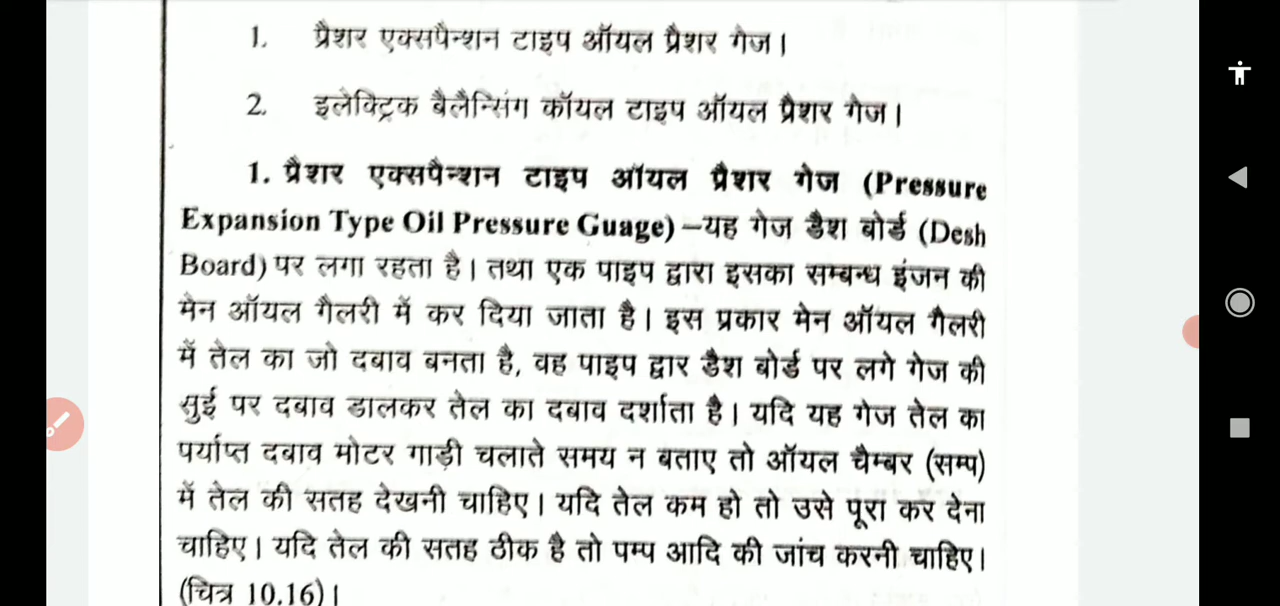 1. प्रैशर एक्सपैन्शन टाइप ऑयल प्रैशर गेज।
2. इलेक्ट्रिक बैलैन्सिंग कॉयल टाइप ऑयल प्रैशर गेज।
1. प्रैशर एक्सपैन्शन टाइप ऑयल प्रैशर गेज (Pressure
Expansion Type Oil Pressure Guage) –यह गेज डैश बोर्ड (Desh
Board) पर लगा रहता है। तथा एक पाइप द्वारा इसका सम्बन्ध इंजन की
मेन ऑयल गैलरी में कर दिया जाता है। इस प्रकार मेन ऑयल गैलरी
में तेल का जो दबाव बनता है, वह पाइप द्वार डैश बोर्ड पर लगे गेज की
सुई पर दबाव डालकर तेल का दबाव दर्शाता है। यदि यह गेज तेल का
पर्याप्त दबाव मोटर गाड़ी चलाते समय न बताए तो ऑयल चैम्बर (सम्प)
में तेल की सतह देखनी चाहिए। यदि तेल कम हो तो उसे पूरा कर देना
चाहिए। यदि तेल की सतह ठीक है तो पम्प आदि की जांच करनी चाहिए।
(चित्र 10.16)।